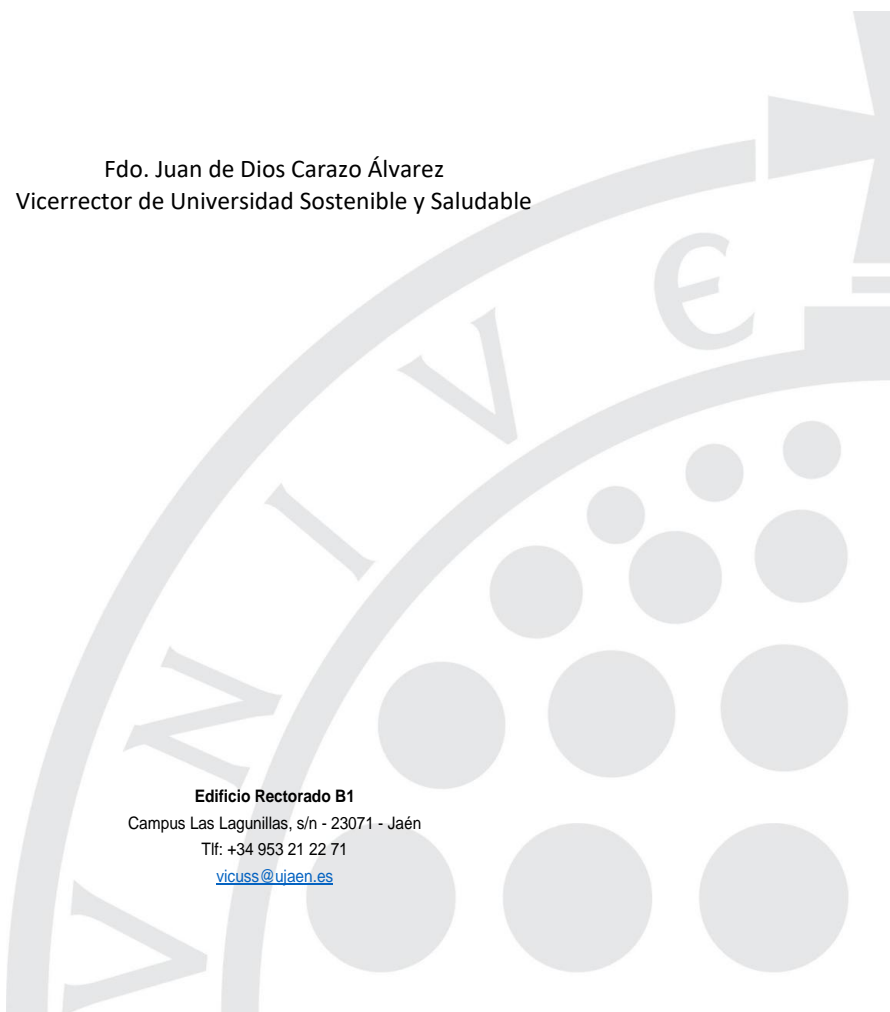 Fdo. Juan de Dios Carazo Álvarez
Vicerrector de Universidad Sostenible y Saludable
VNIVE
Edificio Rectorado B1
Campus Las Lagunillas, s/n - 23071 - Jaén
Tlf: +34 953 21 22 71
vicuss@ujaen.es